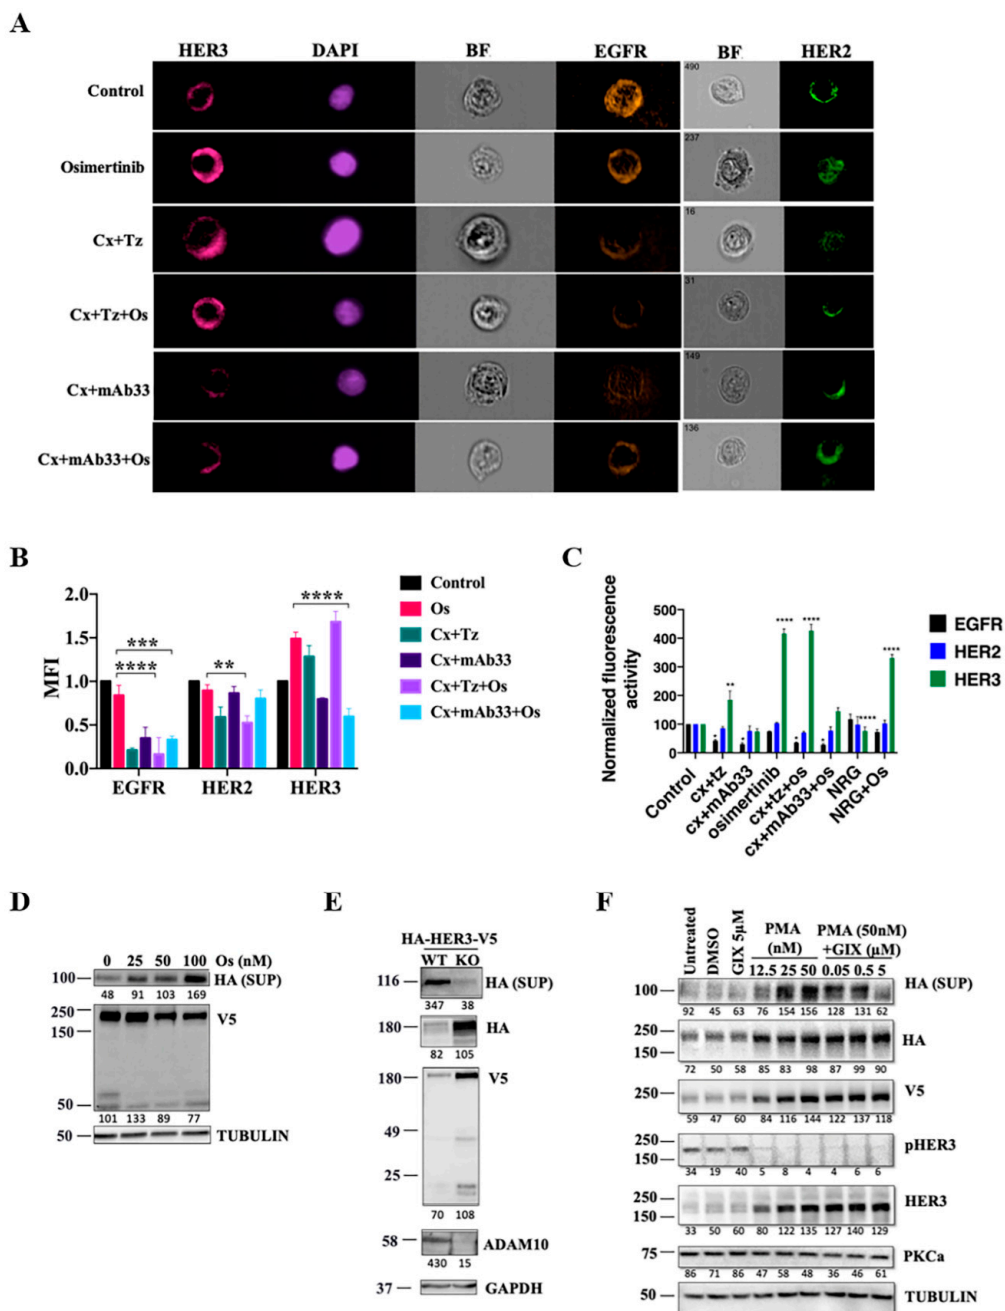 A
HER3 DAPI BF EGFR BF HER2
Control 490
Osimertinib 237
Cx+Tz 16
Cx+Tz+Os 31
Cx+mAb33 149
Cx+mAb33+Os 136
B
MFI
2.0
1.5
1.0
0.5
0.0
*** **** ** ****
EGFR HER2 HER3
Control
Os
Cx+Tz
Cx+mAb33
Cx+Tz+Os
Cx+mAb33+Os
C
Normalized fluorescence
activity
500
400
300
200
100
0
* ** * **** * **** * **** ****
Control cx+tz cx+mAb33 osimertinib cx+tz+os cx+mAb33+os NRG NRG+Os
EGFR
HER2
HER3
D
0 25 50 100 Os (nM)
100 HA (SUP)
48 91 103 169
250 V5
150
50
101 133 89 77
50 TUBULIN
E
HA-HER3-V5
WT KO
116 HA (SUP)
347 38
180 HA
82 105
180 V5
49
25
70 108
58 ADAM10
430 15
37 GAPDH
F
Untreated DMSO GIX 5µM
PMA PMA (50nM)
(nM) +GIX (µM)
12.5 25 50 0.05 0.5 5
100 HA (SUP)
92 45 63 76 154 156 128 131 62
250 HA
150
72 50 58 85 83 98 87 99 90
250 V5
59 47 60 84 116 144 122 137 118
250 pHER3
150
34 19 40 5 8 4 4 6 6
250 HER3
150
33 50 60 80 122 135 127 140 129
75 PKCa
86 71 86 47 58 48 36 46 61
50 TUBULIN